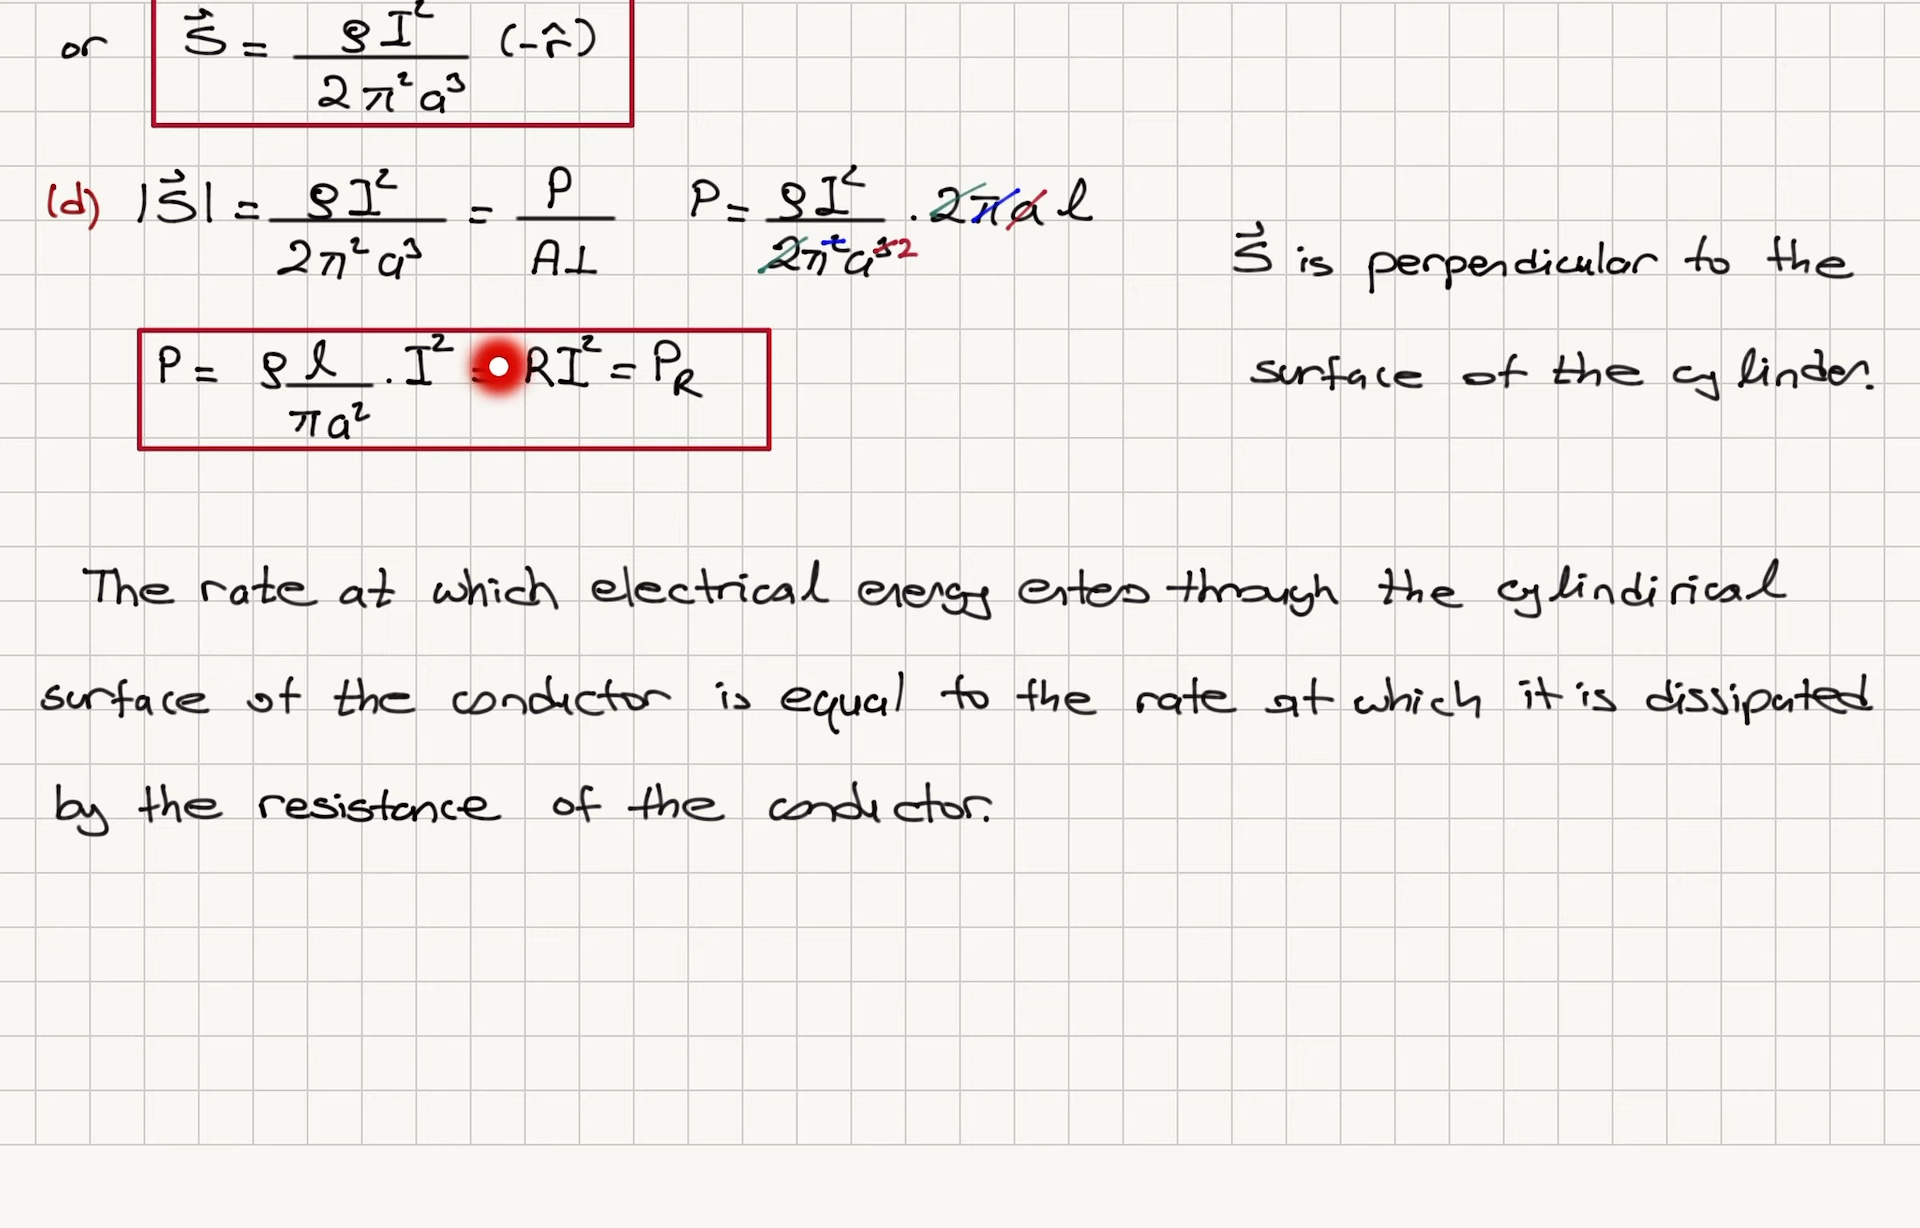 or S⃗ = ρI² / 2π²a³ (-r̂)
(d) |S⃗| = ρI² / 2π²a³ = P / A⊥ P = ρI² / 2π²a³ 2 . 2πa l
S⃗ is perpendicular to the
surface of the cylinder.
P = ρ l / πa² . I² = RI² = P_R
The rate at which electrical energy enters through the cylindirical
surface of the conductor is equal to the rate at which it is dissipated
by the resistance of the conductor.